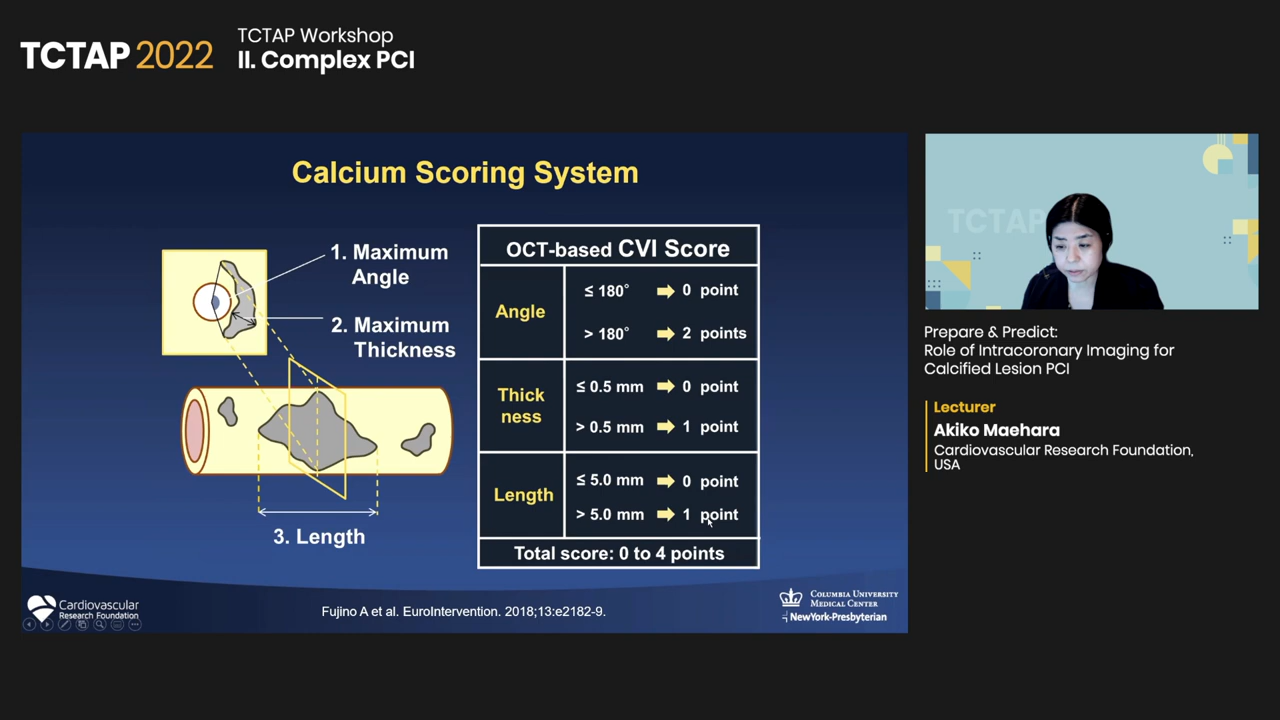 TCTAP 2022
TCTAP Workshop
II. Complex PCI
Calcium Scoring System
1. Maximum
Angle
2. Maximum
Thickness
3. Length
OCT-based CVI Score
Angle
≤ 180° 0 point
> 180° 2 points
Thick
ness
≤ 0.5 mm 0 point
> 0.5 mm 1 point
Length
≤ 5.0 mm 0 point
> 5.0 mm 1 point
Total score: 0 to 4 points
Cardiovascular
Research Foundation
Fujino A et al. EuroIntervention. 2018;13:e2182-9.
COLUMBIA UNIVERSITY
MEDICAL CENTER
NewYork-Presbyterian
TCTAP
Prepare & Predict:
Role of Intracoronary Imaging for
Calcified Lesion PCI
Lecturer
Akiko Maehara
Cardiovascular Research Foundation,
USA